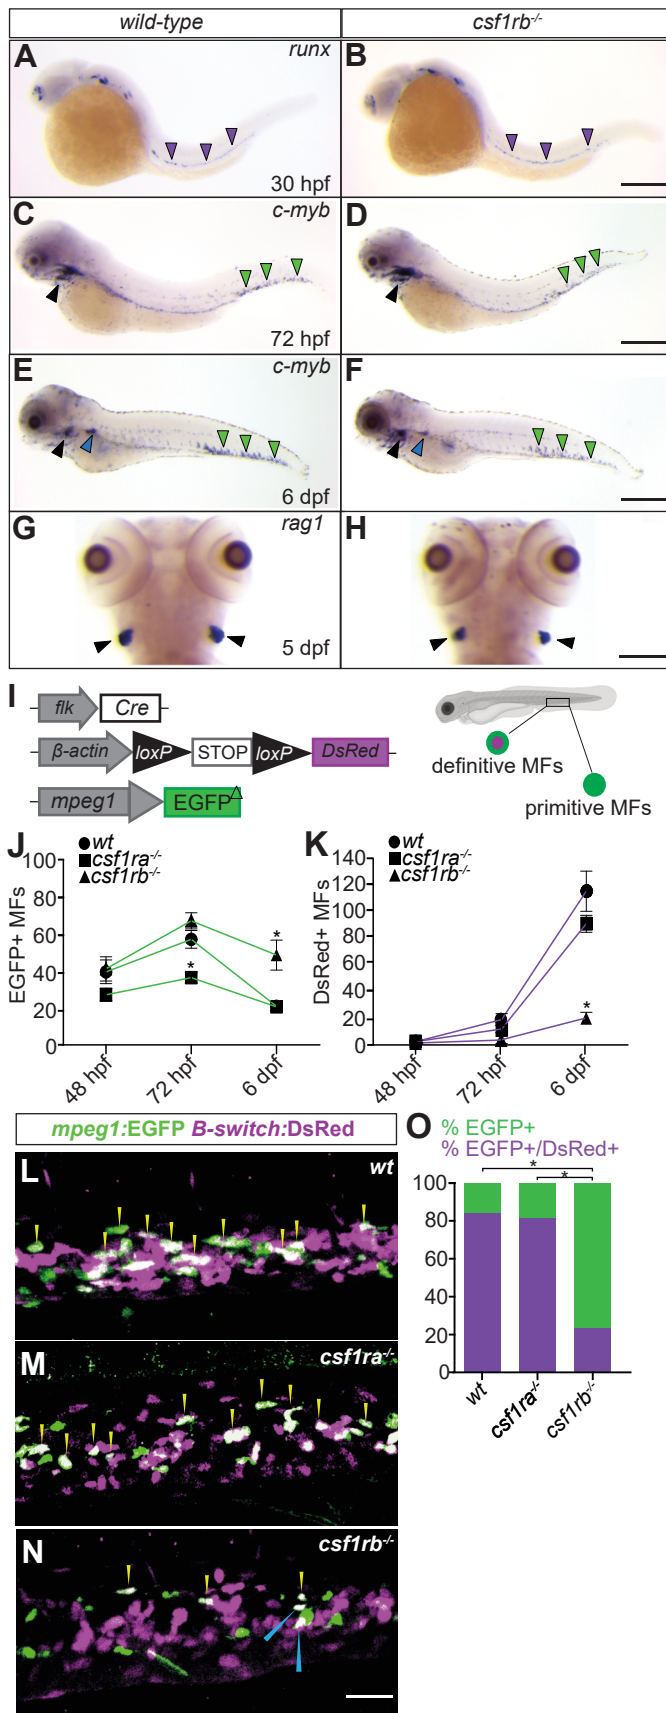 wild-type
csf1rb-/-
A
runx
30 hpf
B
C
c-myb
72 hpf
D
E
c-myb
6 dpf
F
G
rag1
5 dpf
H
I
flk
Cre
β-actin
loxP
STOP
loxP
DsRed
mpeg1
EGFP
definitive MFs
primitive MFs
J
wt
csf1ra-/-
csf1rb-/-
EGFP+ MFs
100
80
60
40
20
0
*
*
48 hpf
72 hpf
6 dpf
K
wt
csf1ra-/-
csf1rb-/-
DsRed+ MFs
140
120
100
80
60
40
20
0
*
48 hpf
72 hpf
6 dpf
mpeg1:EGFP B-switch:DsRed
L
wt
M
csf1ra-/-
N
csf1rb-/-
O
% EGFP+
% EGFP+/DsRed+
*
*
100
80
60
40
20
0
wt
csf1ra-/-
csf1rb-/-